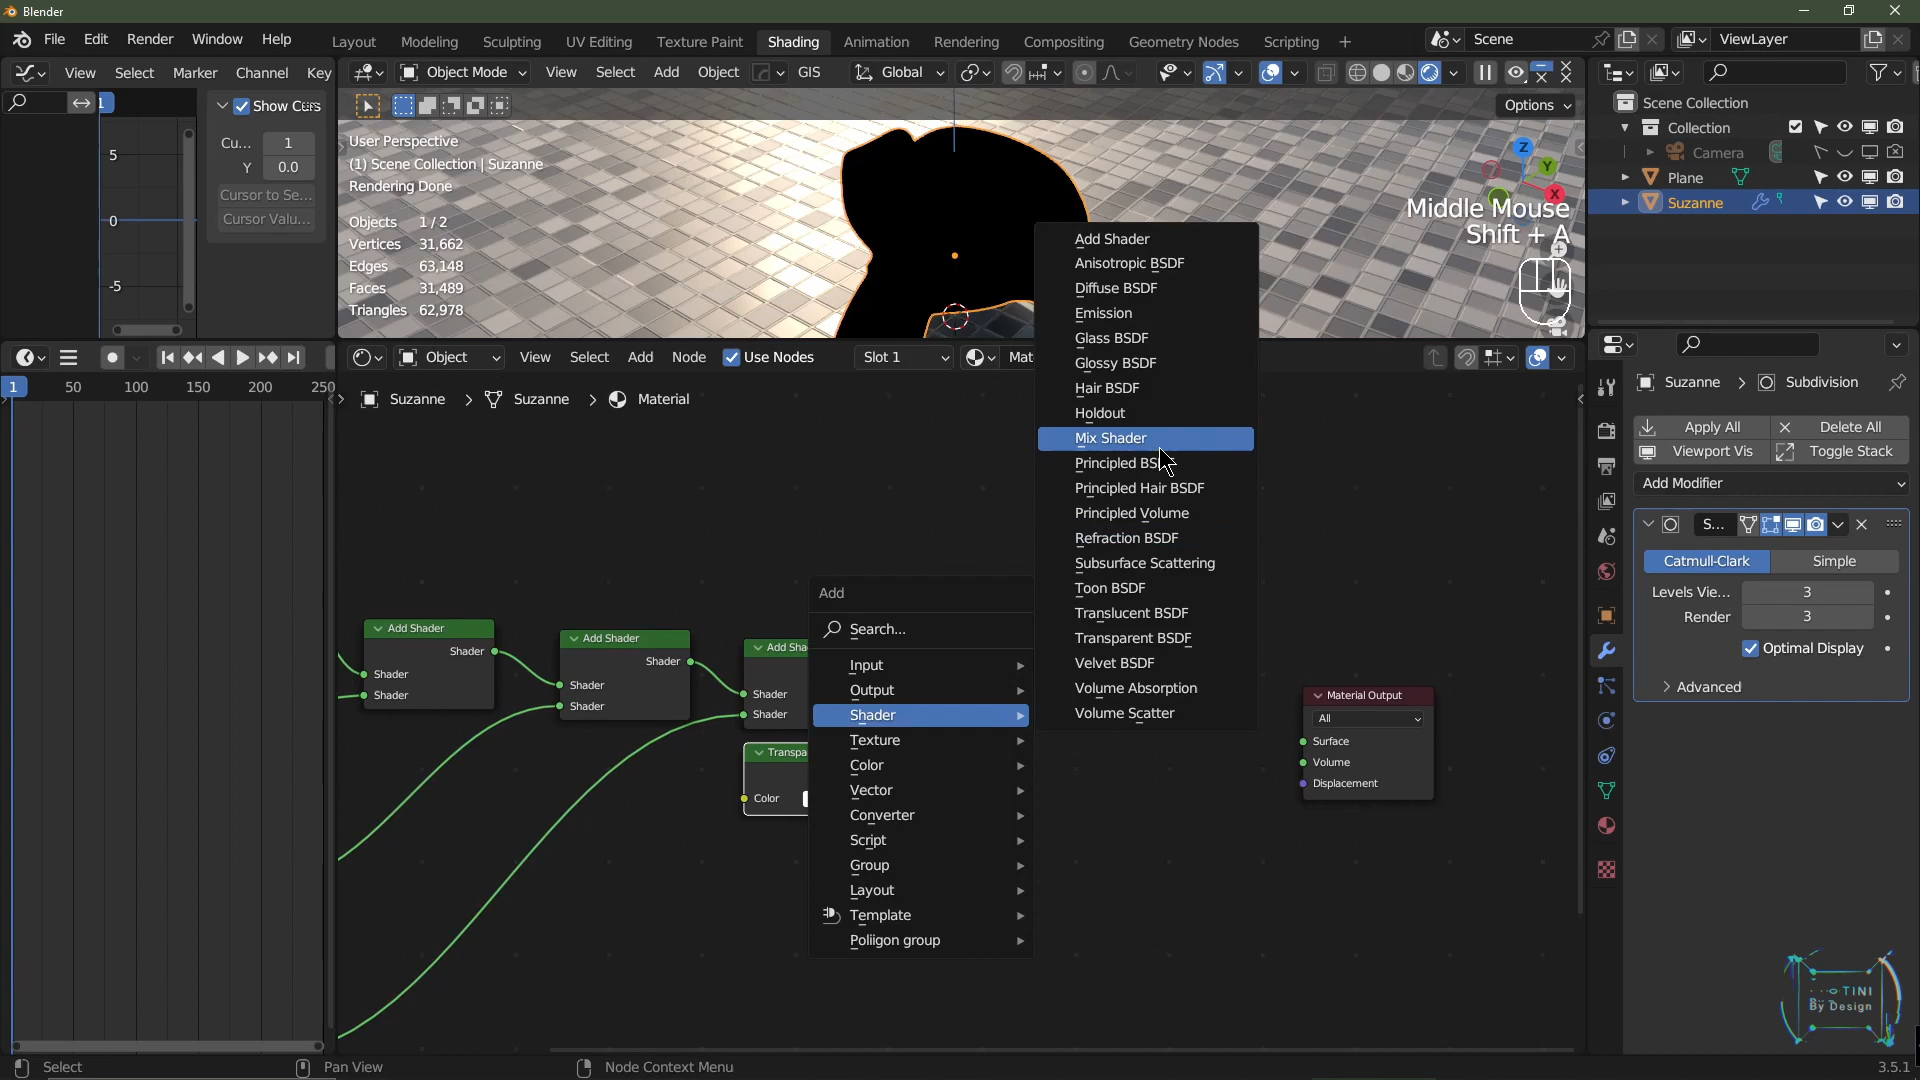 Blender
File Edit Render Window Help
Layout Modeling Sculpting UV Editing Texture Paint Shading Animation Rendering Compositing Geometry Nodes Scripting
Scene
ViewLayer
View Select Marker Channel Key
Object Mode View Select Add Object GIS Global
Options
1
Show Curs
Cu... 1
Y 0.0
Cursor to Se...
Cursor Valu...
5
0
-5
User Perspective
(1) Scene Collection | Suzanne
Rendering Done
Objects 1/2
Vertices 31,662
Edges 63,148
Faces 31,489
Triangles 62,978
Z
Y
X
Middle Mouse
Shift + A
Scene Collection
Collection
Camera
Plane
Suzanne
1 50 100 150 200 250
Object View Select Add Node Use Nodes Slot 1 Mat
Suzanne > Suzanne > Material
Add Shader
Anisotropic BSDF
Diffuse BSDF
Emission
Glass BSDF
Glossy BSDF
Hair BSDF
Holdout
Mix Shader
Principled BSDF
Principled Hair BSDF
Principled Volume
Refraction BSDF
Subsurface Scattering
Toon BSDF
Translucent BSDF
Transparent BSDF
Velvet BSDF
Volume Absorption
Volume Scatter
Add
Search...
Input
Output
Shader
Texture
Color
Vector
Converter
Script
Group
Layout
Template
Poliigon group
Add Shader
Shader
Shader
Shader
Add Shader
Shader
Shader
Shader
Add Sha
Shader
Shader
Transpa
Color
Material Output
All
Surface
Volume
Displacement
Suzanne > Subdivision
Apply All Delete All
Viewport Vis Toggle Stack
Add Modifier
S...
Catmull-Clark Simple
Levels Vie... 3
Render 3
Optimal Display
Advanced
TINI
By Design
Select Pan View Node Context Menu 3.5.1